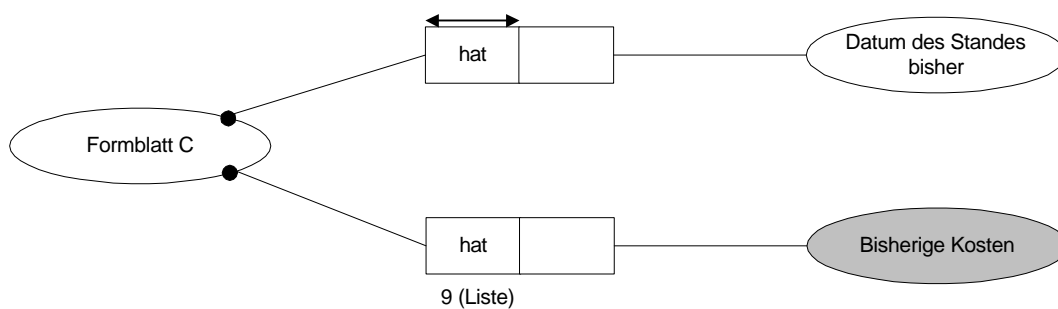 hat
Datum des Standes
bisher
Formblatt C
hat
Bisherige Kosten
9 (Liste)